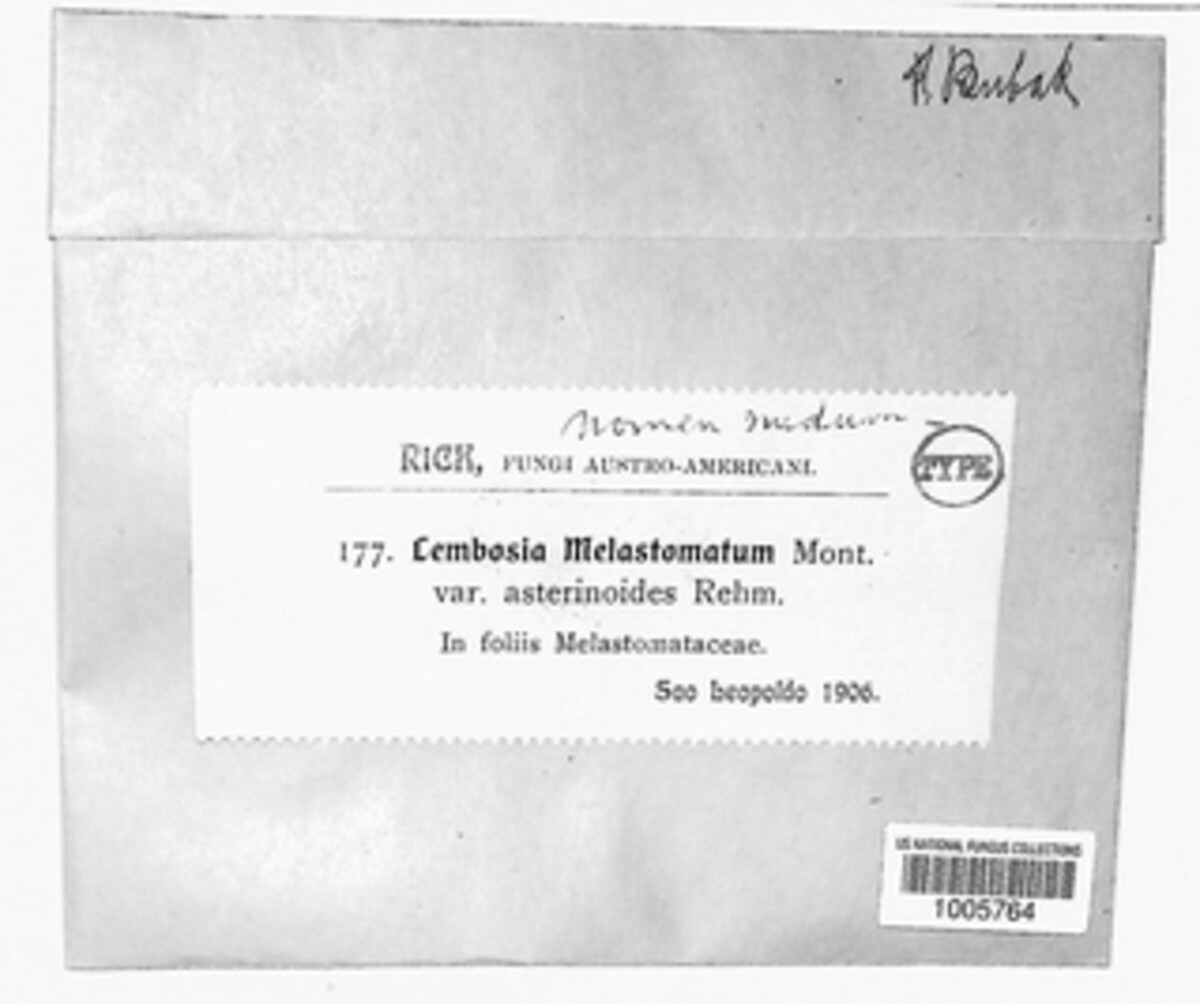 Bubak
nomen nudum
RICK, FUNGI AUSTRO-AMERICANI.
TYPE
177. Lembosia Melastomatum Mont.
var. asterinoides Rehm.
In foliis Melastomataceae.
Sao Leopoldo 1906.
US NATIONAL FUNGUS COLLECTIONS
1005764